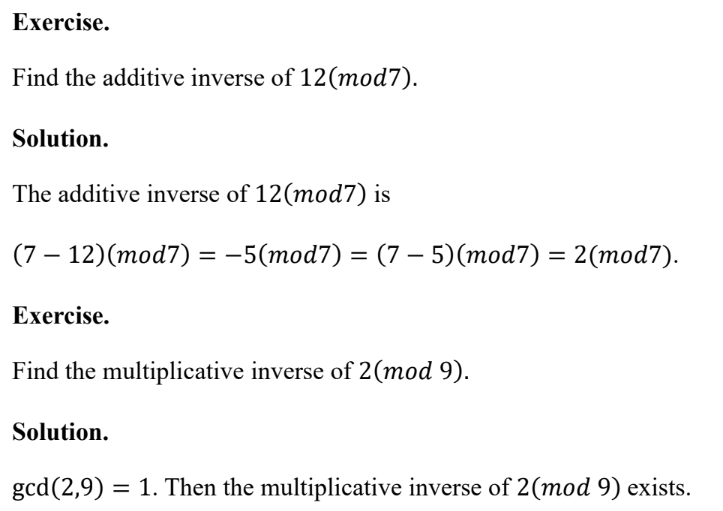 Exercise.
Find the additive inverse of 12(mod7).
Solution.
The additive inverse of 12(mod7) is
(7 − 12)(mod7) = −5(mod7) = (7 − 5)(mod7) = 2(mod7).
Exercise.
Find the multiplicative inverse of 2(mod 9).
Solution.
gcd(2,9) = 1. Then the multiplicative inverse of 2(mod 9) exists.